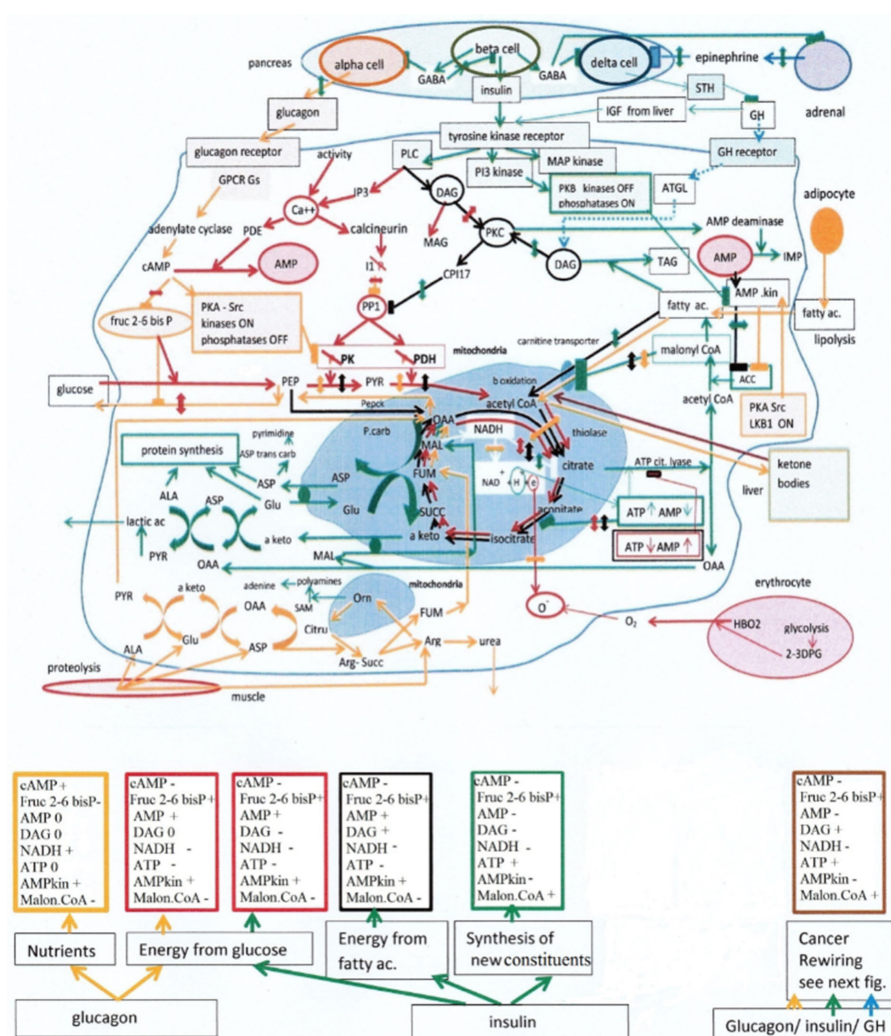 pancreas
alpha cell
beta cell
delta cell
epinephrine
adrenal
GABA
GABA
insulin
STH
glucagon
IGF from liver
GH
tyrosine kinase receptor
glucagon receptor
activity
PLC
MAP kinase
GH receptor
GPCR Gs
PI3 kinase
IP3
DAG
PKB kinases OFF
phosphatases ON
ATGL
adipocyte
Ca++
adenylate cyclase
PDE
calcineurin
MAG
PKC
AMP deaminase
cAMP
AMP
I1
CPI17
DAG
TAG
AMP
IMP
PP1
AMP .kin
fruc 2-6 bis P
PKA - Src
kinases ON
phosphatases OFF
fatty ac.
fatty ac.
lipolysis
carnitine transporter
PK
PDH
mitochondria
malonyl CoA
glucose
PEP
PYR
b oxidation
acetyl CoA
ACC
acetyl CoA
Pepck
OAA
NADH
thiolase
PKA Src
LKB1 ON
P.carb
MAL
pyrimidine
protein synthesis
ASP trans carb
NAD
+
H
+
e
citrate
ATP cit. lyase
ketone
bodies
liver
FUM
ASP
ALA
ASP
Glu
Glu
SUCC
aconitate
ATP AMP
lactic ac
a keto
a keto
isocitrate
ATP AMP
PYR
OAA
MAL
OAA
mitochondria
erythrocyte
PYR
a keto
adenine
polyamines
SAM
Orn
FUM
O
-
O₂
HBO2
glycolysis
2-3DPG
OAA
Citru
Glu
ALA
ASP
Arg- Succ
Arg
urea
proteolysis
muscle
cAMP +
Fruc 2-6 bisP-
AMP 0
DAG 0
NADH +
ATP 0
AMPkin +
Malon.CoA -
cAMP -
Fruc 2-6 bisP+
AMP +
DAG 0
NADH -
ATP -
AMPkin +
Malon.CoA -
cAMP -
Fruc 2-6 bisP+
AMP +
DAG -
NADH -
ATP -
AMPkin +
Malon.CoA -
cAMP -
Fruc 2-6 bisP+
AMP +
DAG +
NADH -
ATP -
AMPkin +
Malon.CoA -
cAMP -
Fruc 2-6 bisP+
AMP -
DAG -
NADH -
ATP +
AMPkin -
Malon.CoA +
cAMP -
Fruc 2-6 bisP+
AMP -
DAG +
NADH -
ATP +
AMPkin -
Malon.CoA +
Nutrients
Energy from glucose
Energy from
fatty ac.
Synthesis of
new constituents
Cancer
Rewiring
see next fig.
glucagon
insulin
Glucagon/ insulin/ GH